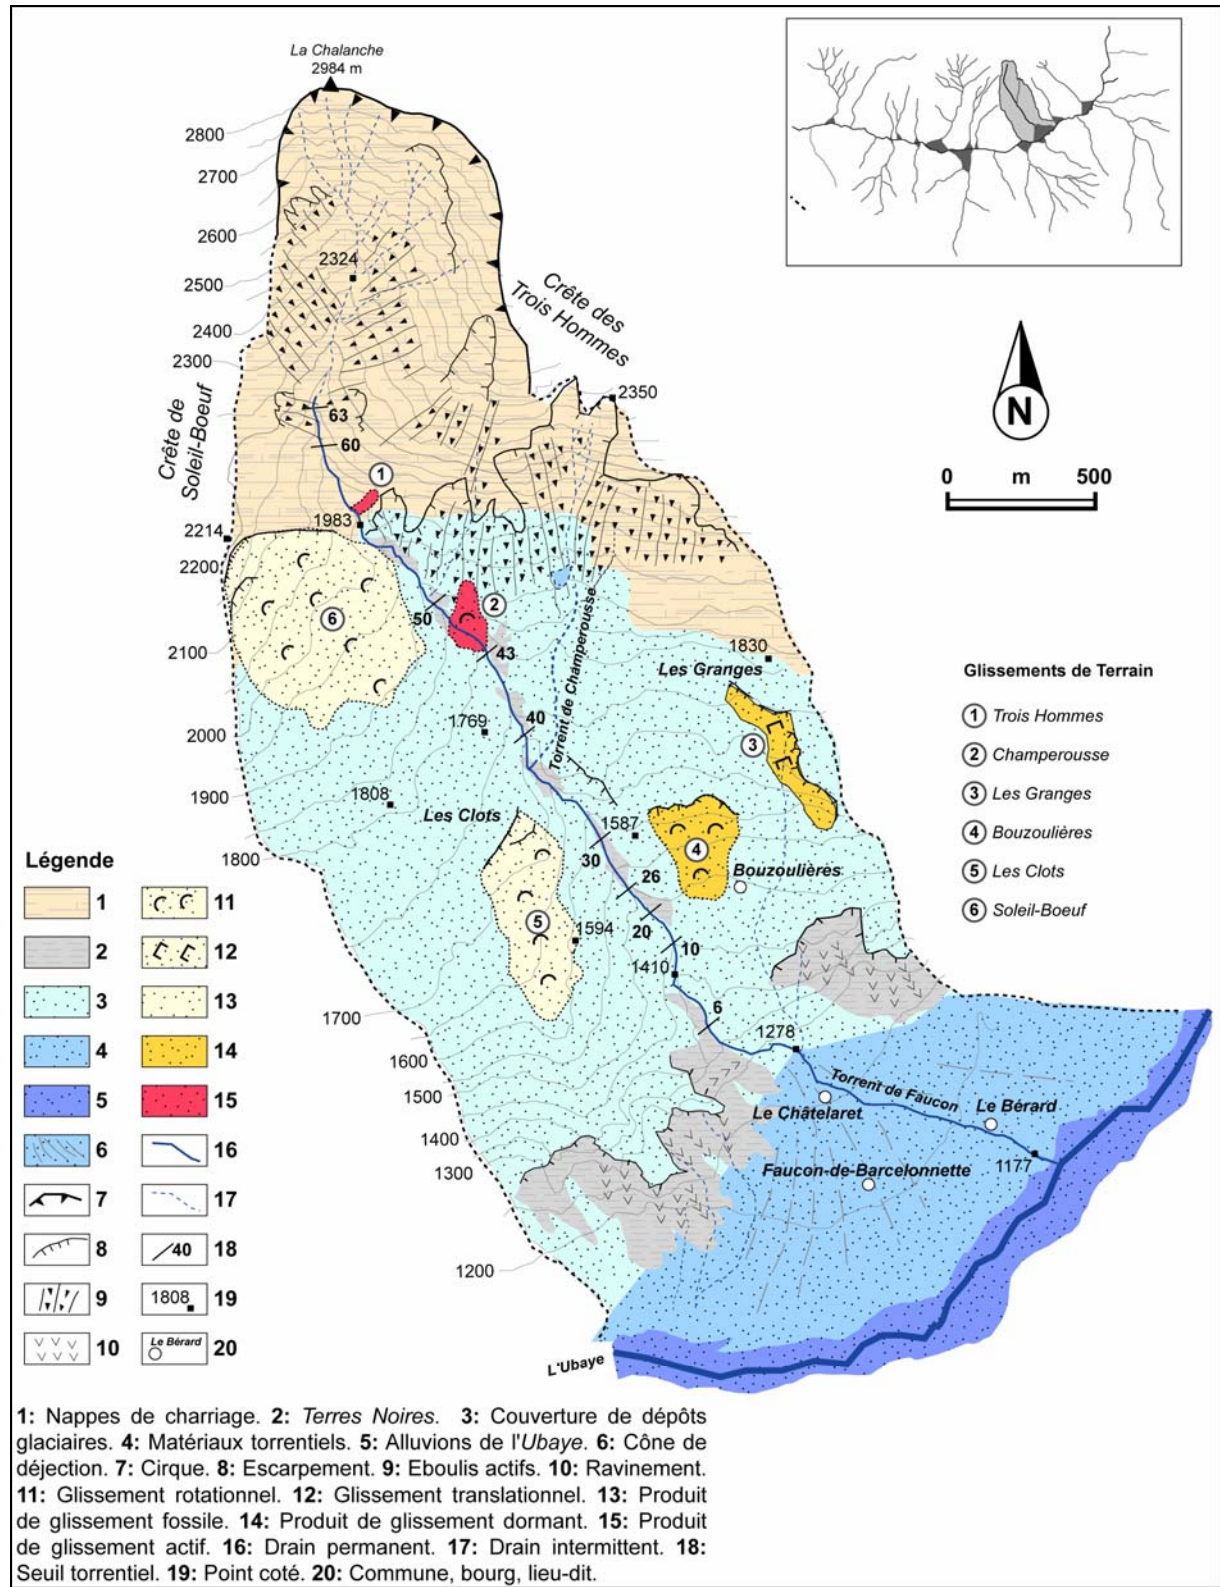 La Chalanche
2984 m
2800
2700
2600
2324
2500
2400
2300
Crête des
Trois Hommes
2350
Crête de
Soleil-Boeuf
63
60
1
1983
2214
2200
6
50
2
43
2100
Torrent de Champerousse
1830
Les Granges
40
1769
3
2000
1900
1808
Les Clots
1587
4
1800
30
Bouzoulières
26
5
1594
20
10
1410
1700
6
1278
1600
1500
Torrent de Faucon
Le Châtelaret
Le Bérard
1400
1300
1177
Faucon-de-Barcelonnette
1200
L'Ubaye
N
0 m 500
Glissements de Terrain
1 Trois Hommes
2 Champerousse
3 Les Granges
4 Bouzoulières
5 Les Clots
6 Soleil-Boeuf
Légende
1 11
2 12
3 13
4 14
5 15
6 16
7 17
8 40 18
9 1808 19
10 Le Bérard 20
1: Nappes de charriage. 2: Terres Noires. 3: Couverture de dépôts
glaciaires. 4: Matériaux torrentiels. 5: Alluvions de l'Ubaye. 6: Cône de
déjection. 7: Cirque. 8: Escarpement. 9: Eboulis actifs. 10: Ravinement.
11: Glissement rotationnel. 12: Glissement translationnel. 13: Produit
de glissement fossile. 14: Produit de glissement dormant. 15: Produit
de glissement actif. 16: Drain permanent. 17: Drain intermittent. 18:
Seuil torrentiel. 19: Point coté. 20: Commune, bourg, lieu-dit.